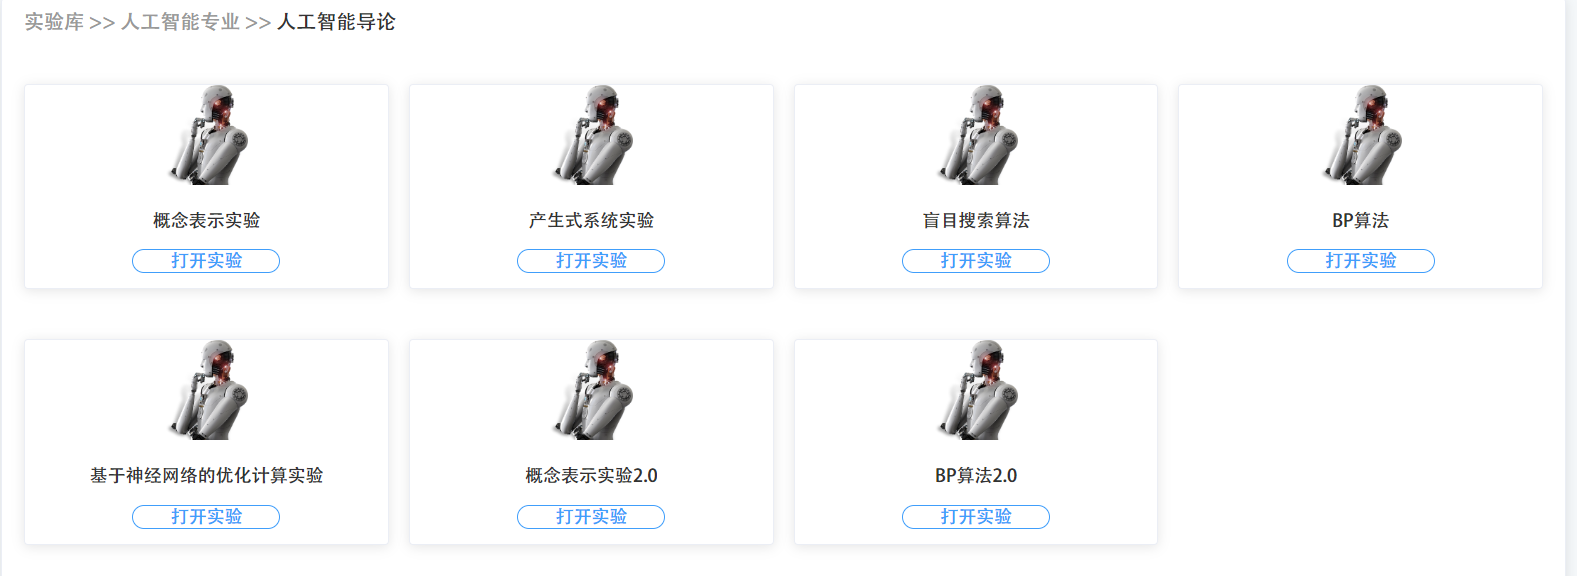 实验库 >> 人工智能专业 >> 人工智能导论
概念表示实验
打开实验
产生式系统实验
打开实验
盲目搜索算法
打开实验
BP算法
打开实验
基于神经网络的优化计算实验
打开实验
概念表示实验2.0
打开实验
BP算法2.0
打开实验